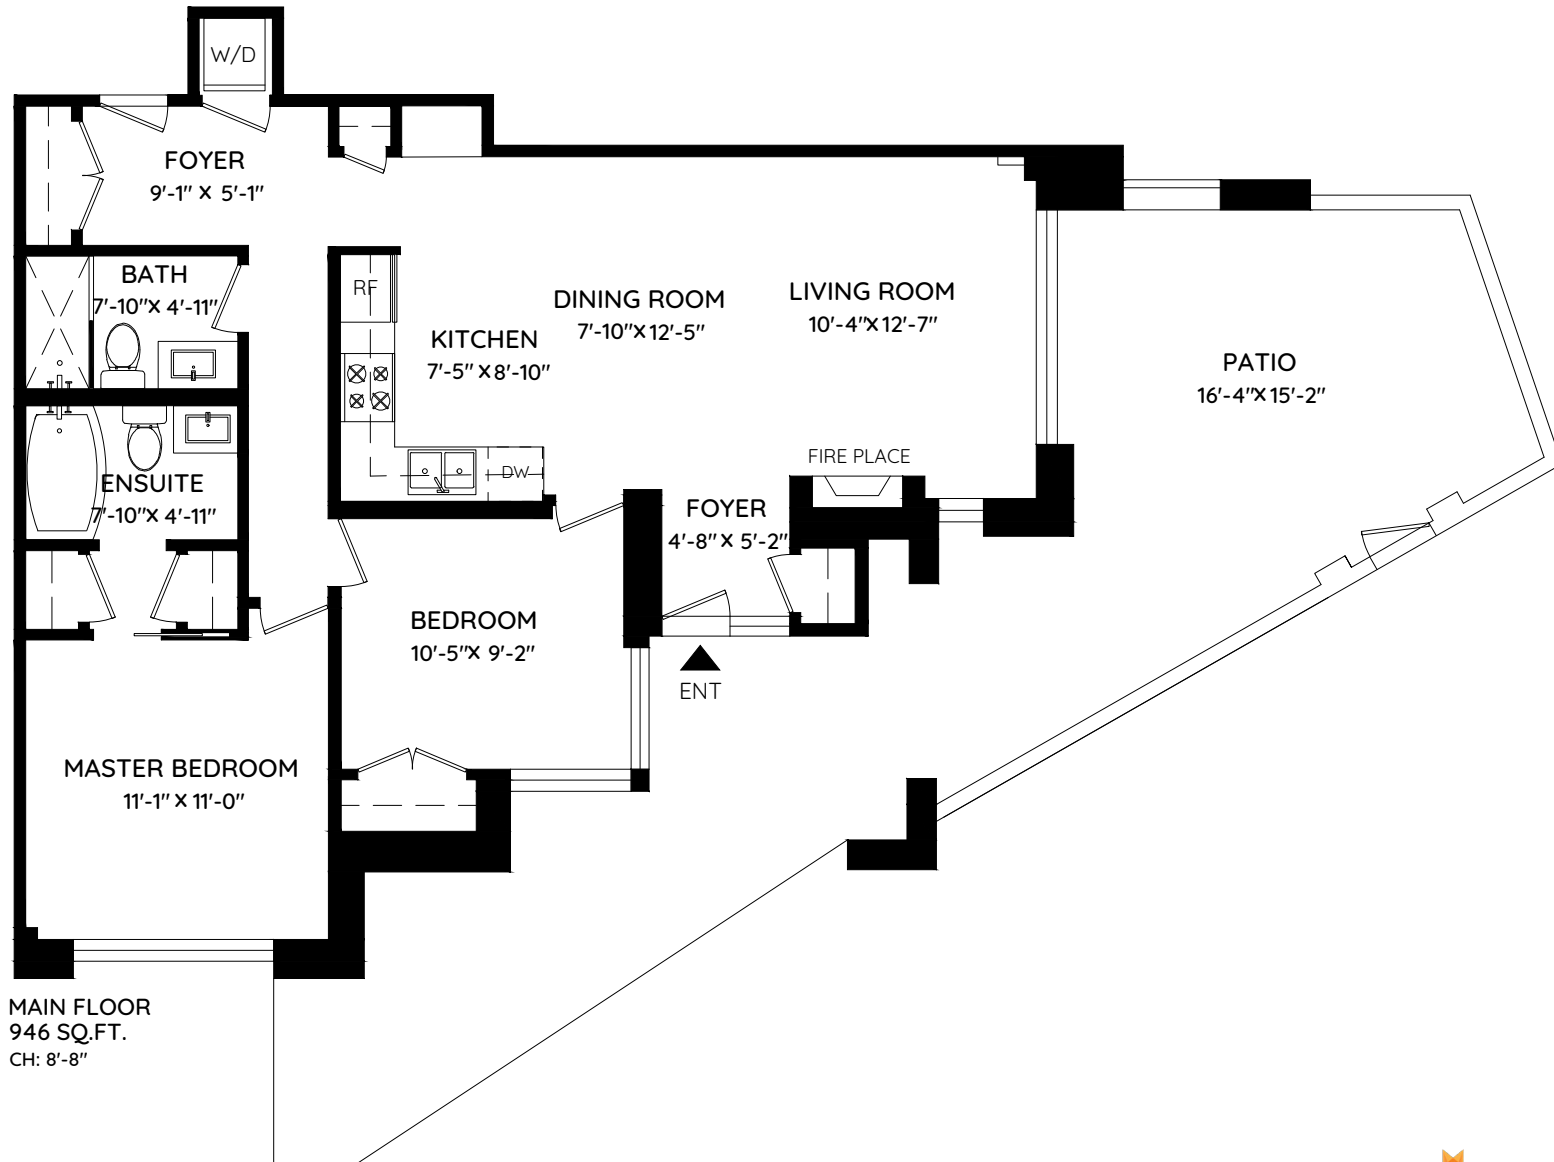 W/D
FOYER
9'-1" X 5'-1"
BATH
7'-10"X 4'-11"
RF
KITCHEN
7'-5" X 8'-10"
DINING ROOM
7'-10"X 12'-5"
LIVING ROOM
10'-4"X 12'-7"
PATIO
16'-4"X 15'-2"
FIRE PLACE
DW
ENSUITE
7'-10"X 4'-11"
FOYER
4'-8" X 5'-2"
BEDROOM
10'-5"X 9'-2"
ENT
MASTER BEDROOM
11'-1" X 11'-0"
MAIN FLOOR
946 SQ.FT.
CH: 8'-8"